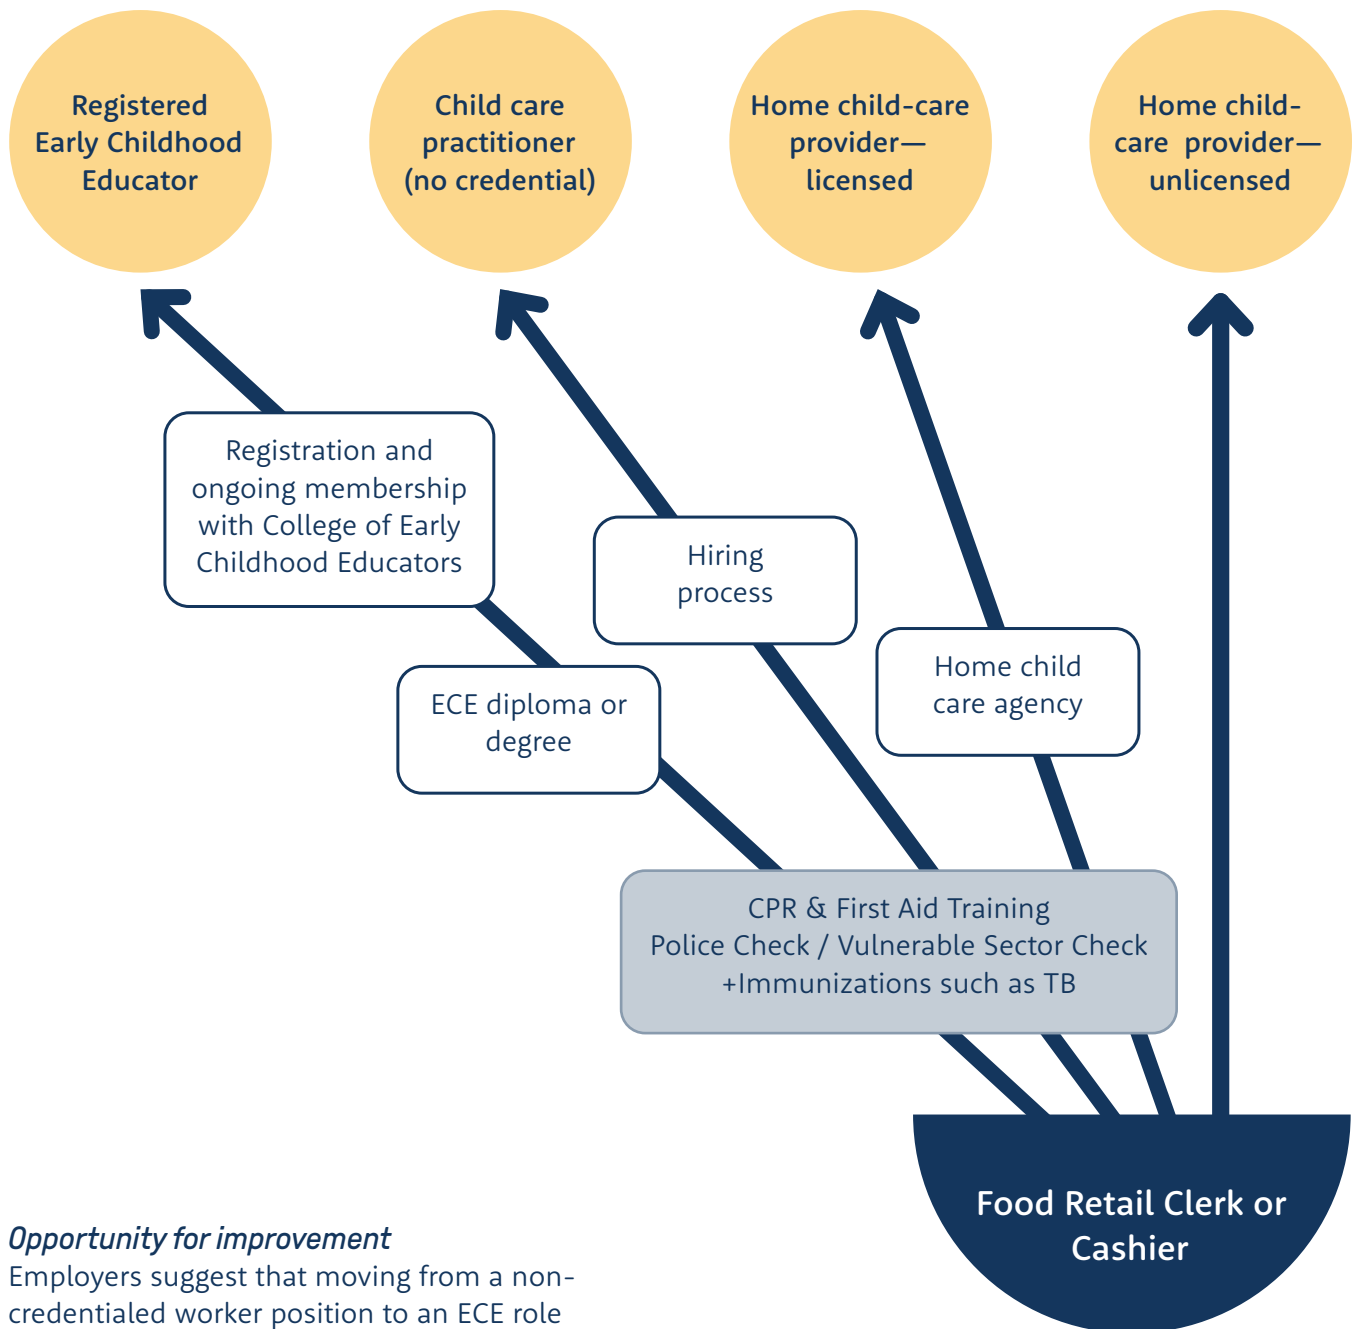 Registered
Early Childhood
Educator
Child care
practitioner
(no credential)
Home child-care
provider—
licensed
Home child-
care provider—
unlicensed
Registration and
ongoing membership
with College of Early
Childhood Educators
Hiring
process
Home child
care agency
ECE diploma or
degree
CPR & First Aid Training
Police Check / Vulnerable Sector Check
+Immunizations such as TB
Food Retail Clerk or
Cashier
Opportunity for improvement
Employers suggest that moving from a non-
credentialed worker position to an ECE role